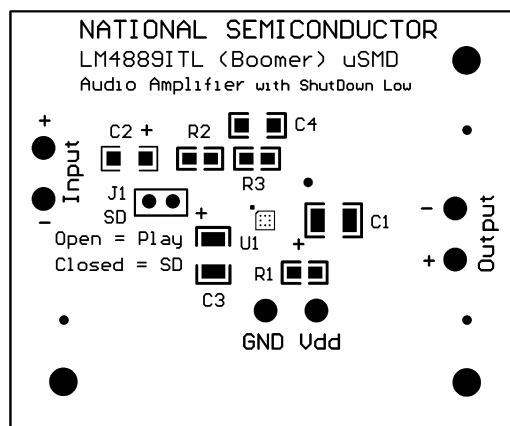 NATIONAL SEMICONDUCTOR
LM4889ITL (Boomer) uSMD
Audio Amplifier with ShutDown Low
+
C2 +
R2
C4
Input
R3
J1
SD
-
+
U1
+
C1
-
+
Output
Open = Play
Closed = SD
R1
C3
GND Vdd